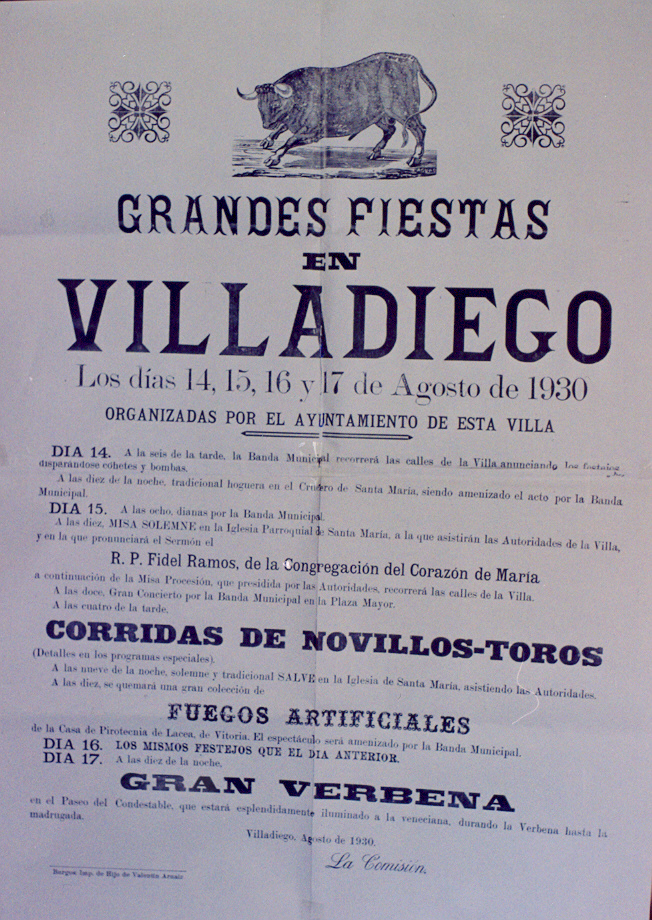 GRANDES FIESTAS
EN
VILLADIEGO
Los días 14, 15, 16 y 17 de Agosto de 1930
ORGANIZADAS POR EL AYUNTAMIENTO DE ESTA VILLA
DIA 14. A la seis de la tarde, la Banda Municipal recorrerá las calles de la Villa anunciando los festejos
disparándose cohetes y bombas.
A las diez de la noche, tradicional hoguera en el Crucero de Santa María, siendo amenizado el acto por la Banda
Municipal.
DIA 15. A las ocho, dianas por la Banda Municipal.
A las diez, MISA SOLEMNE en la Iglesia Parroquial de Santa María, a la que asistirán las Autoridades de la Villa,
y en la que pronunciará el Sermón el
R. P. Fidel Ramos, de la Congregación del Corazón de María
a continuación de la Misa Procesión, que presidida por las Autoridades, recorrerá las calles de la Villa.
A las doce, Gran Concierto por la Banda Municipal en la Plaza Mayor.
A las cuatro de la tarde,
CORRIDAS DE NOVILLOS-TOROS
(Detalles en los programas especiales).
A las nueve de la noche, solemne y tradicional SALVE en la Iglesia de Santa María, asistiendo las Autoridades.
A las diez, se quemará una gran colección de
FUEGOS ARTIFICIALES
de la Casa de Pirotecnia de Lacea, de Vitoria. El espectáculo será amenizado por la Banda Municipal.
DIA 16. LOS MISMOS FESTEJOS QUE EL DIA ANTERIOR.
DIA 17. A las diez de la noche,
GRAN VERBENA
en el Paseo del Condestable, que estará esplendidamente iluminado a la veneciana, durando la Verbena hasta la
madrugada.
Villadiego, Agosto de 1930.
La Comisión.
Burgos: Imp. de Hijo de Valentín Arnaiz